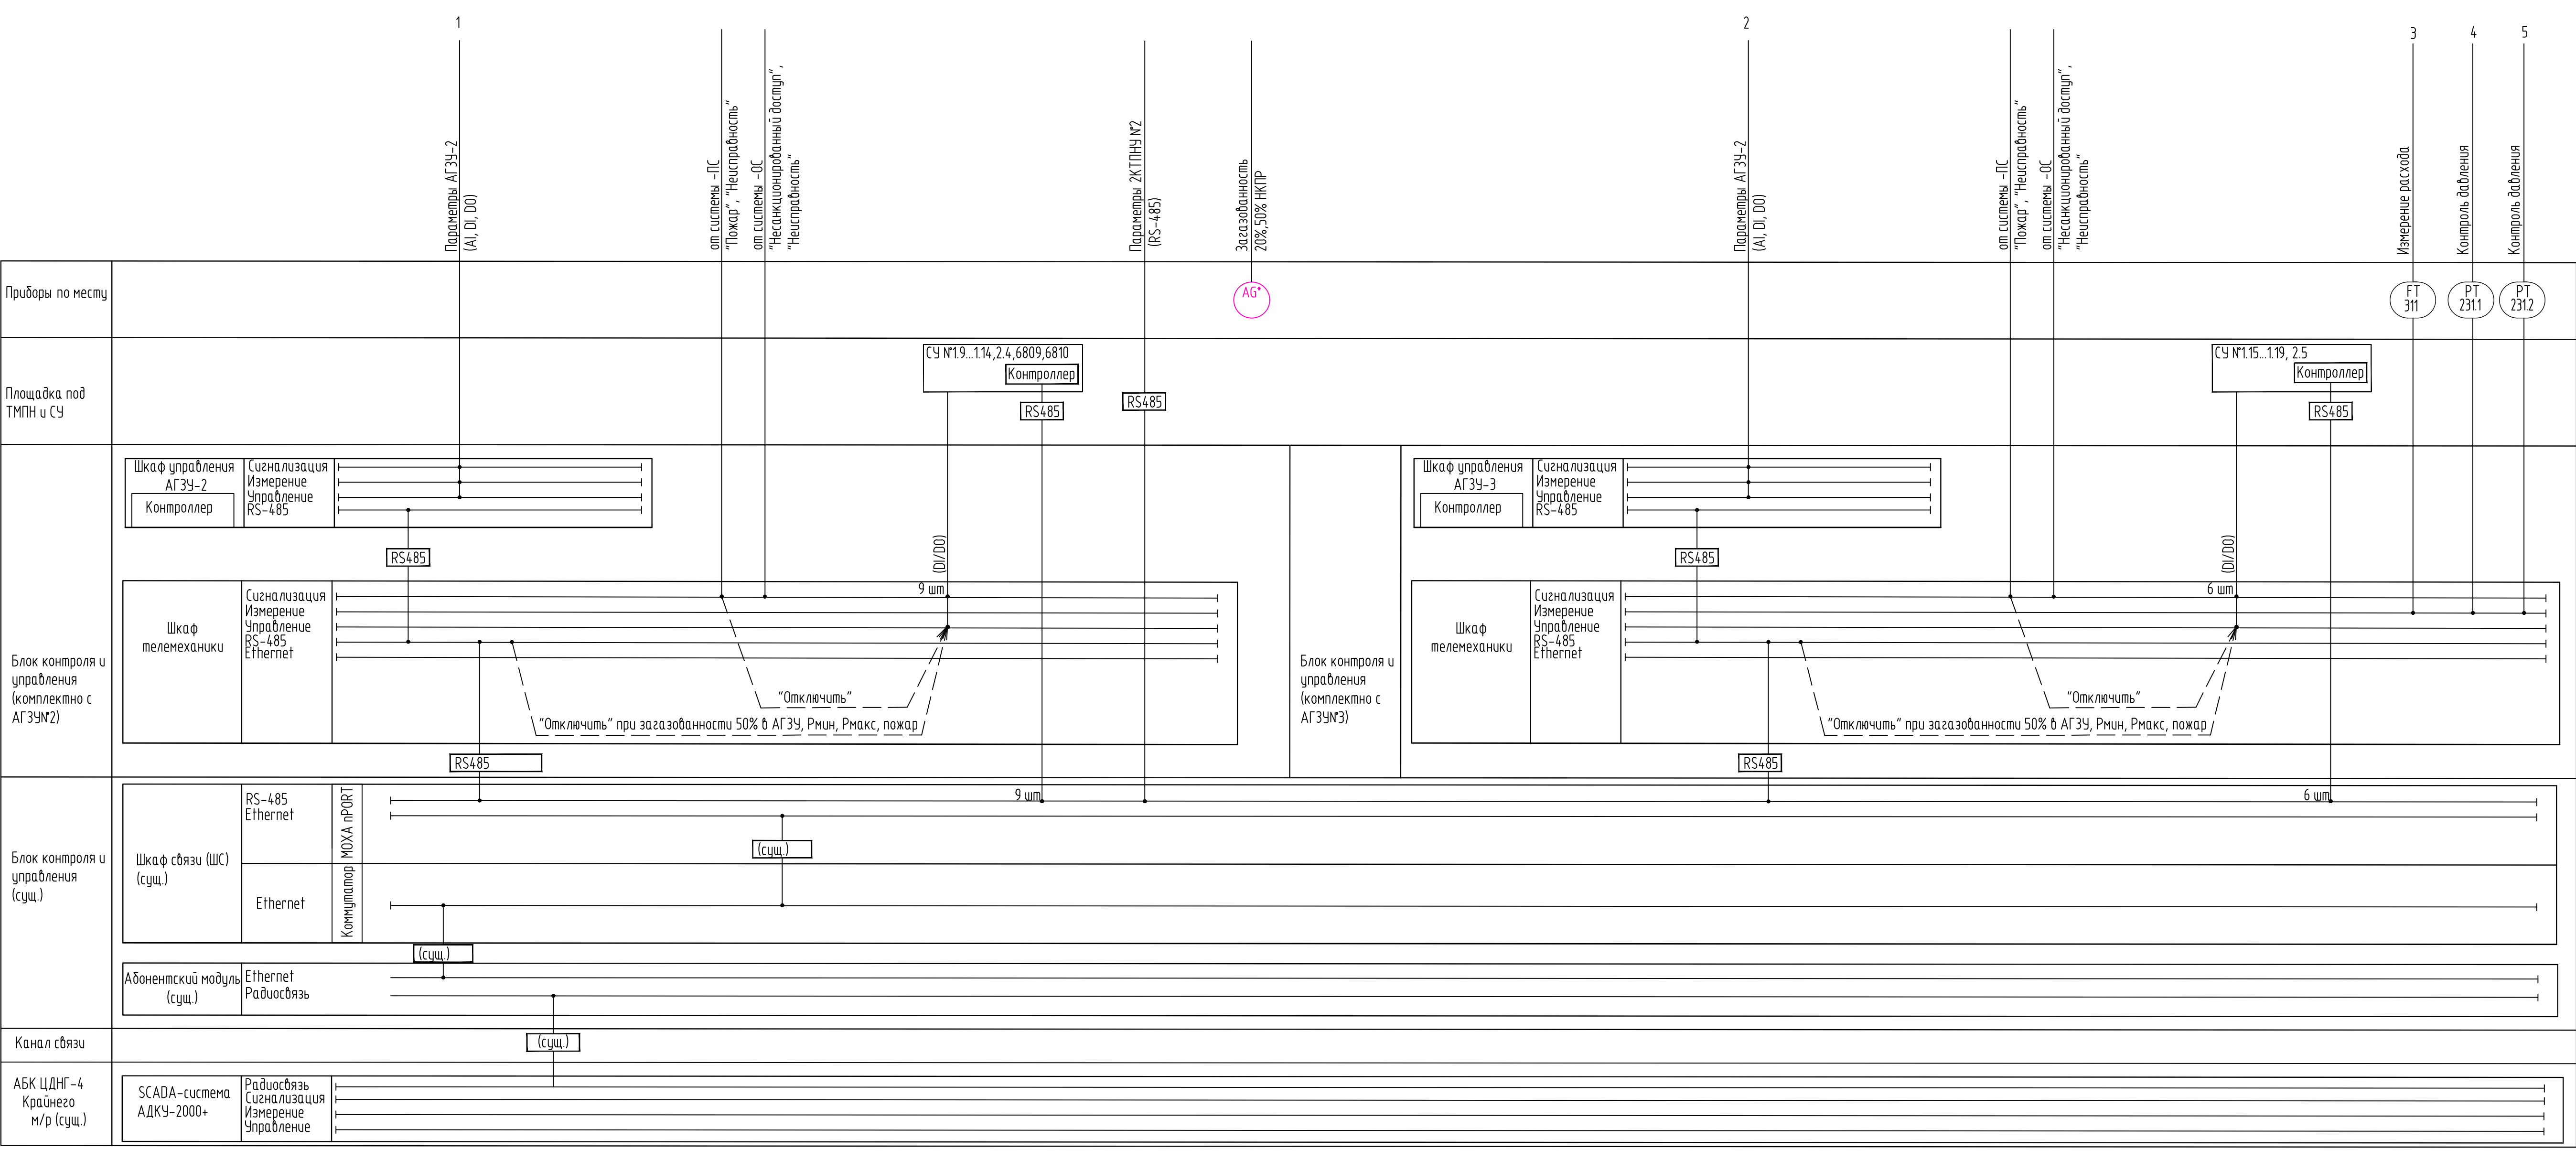 1
2
3
4
5
Параметры АГЗУ-2
(AI, DI, DO)
от системы -ПС
"Пожар", "Неисправность"
от системы -ОС
"Несанкционированный доступ",
"Неисправность"
Параметры 2КТПНУ №2
(RS-485)
Загазованность
20%,50% НКПР
Параметры АГЗУ-2
(AI, DI, DO)
от системы -ПС
"Пожар", "Неисправность"
от системы -ОС
"Несанкционированный доступ",
"Неисправность"
Измерение расхода
Контроль давления
Контроль давления
Приборы по месту
AG*
FT
311
PT
231.1
PT
231.2
Площадка под
ТМПН и СУ
СУ №1.9...1.14,2.4,6809,6810
Контроллер
RS485
RS485
СУ №1.15...1.19, 2.5
Контроллер
RS485
Блок контроля и
управления
(комплектно с
АГЗУ№2)
Шкаф управления
АГЗУ-2
Контроллер
Сигнализация
Измерение
Управление
RS-485
RS485
(DI/DO)
9 шт
Шкаф
телемеханики
Сигнализация
Измерение
Управление
RS-485
Ethernet
"Отключить"
"Отключить" при загазованности 50% в АГЗУ, Рмин, Рмакс, пожар
RS485
Блок контроля и
управления
(комплектно с
АГЗУ№3)
Шкаф управления
АГЗУ-3
Контроллер
Сигнализация
Измерение
Управление
RS-485
RS485
(DI/DO)
6 шт
Шкаф
телемеханики
Сигнализация
Измерение
Управление
RS-485
Ethernet
"Отключить"
"Отключить" при загазованности 50% в АГЗУ, Рмин, Рмакс, пожар
RS485
Блок контроля и
управления
(сущ.)
Шкаф связи (ШС)
(сущ.)
RS-485
Ethernet
MOXA nPORT
9 шт
6 шт
(сущ.)
Ethernet
Коммутатор
(сущ.)
Абонентский модуль
(сущ.)
Ethernet
Радиосвязь
Канал связи
(сущ.)
АБК ЦДНГ-4
Крайнего
м/р (сущ.)
SCADA-система
АДКУ-2000+
Радиосвязь
Сигнализация
Измерение
Управление